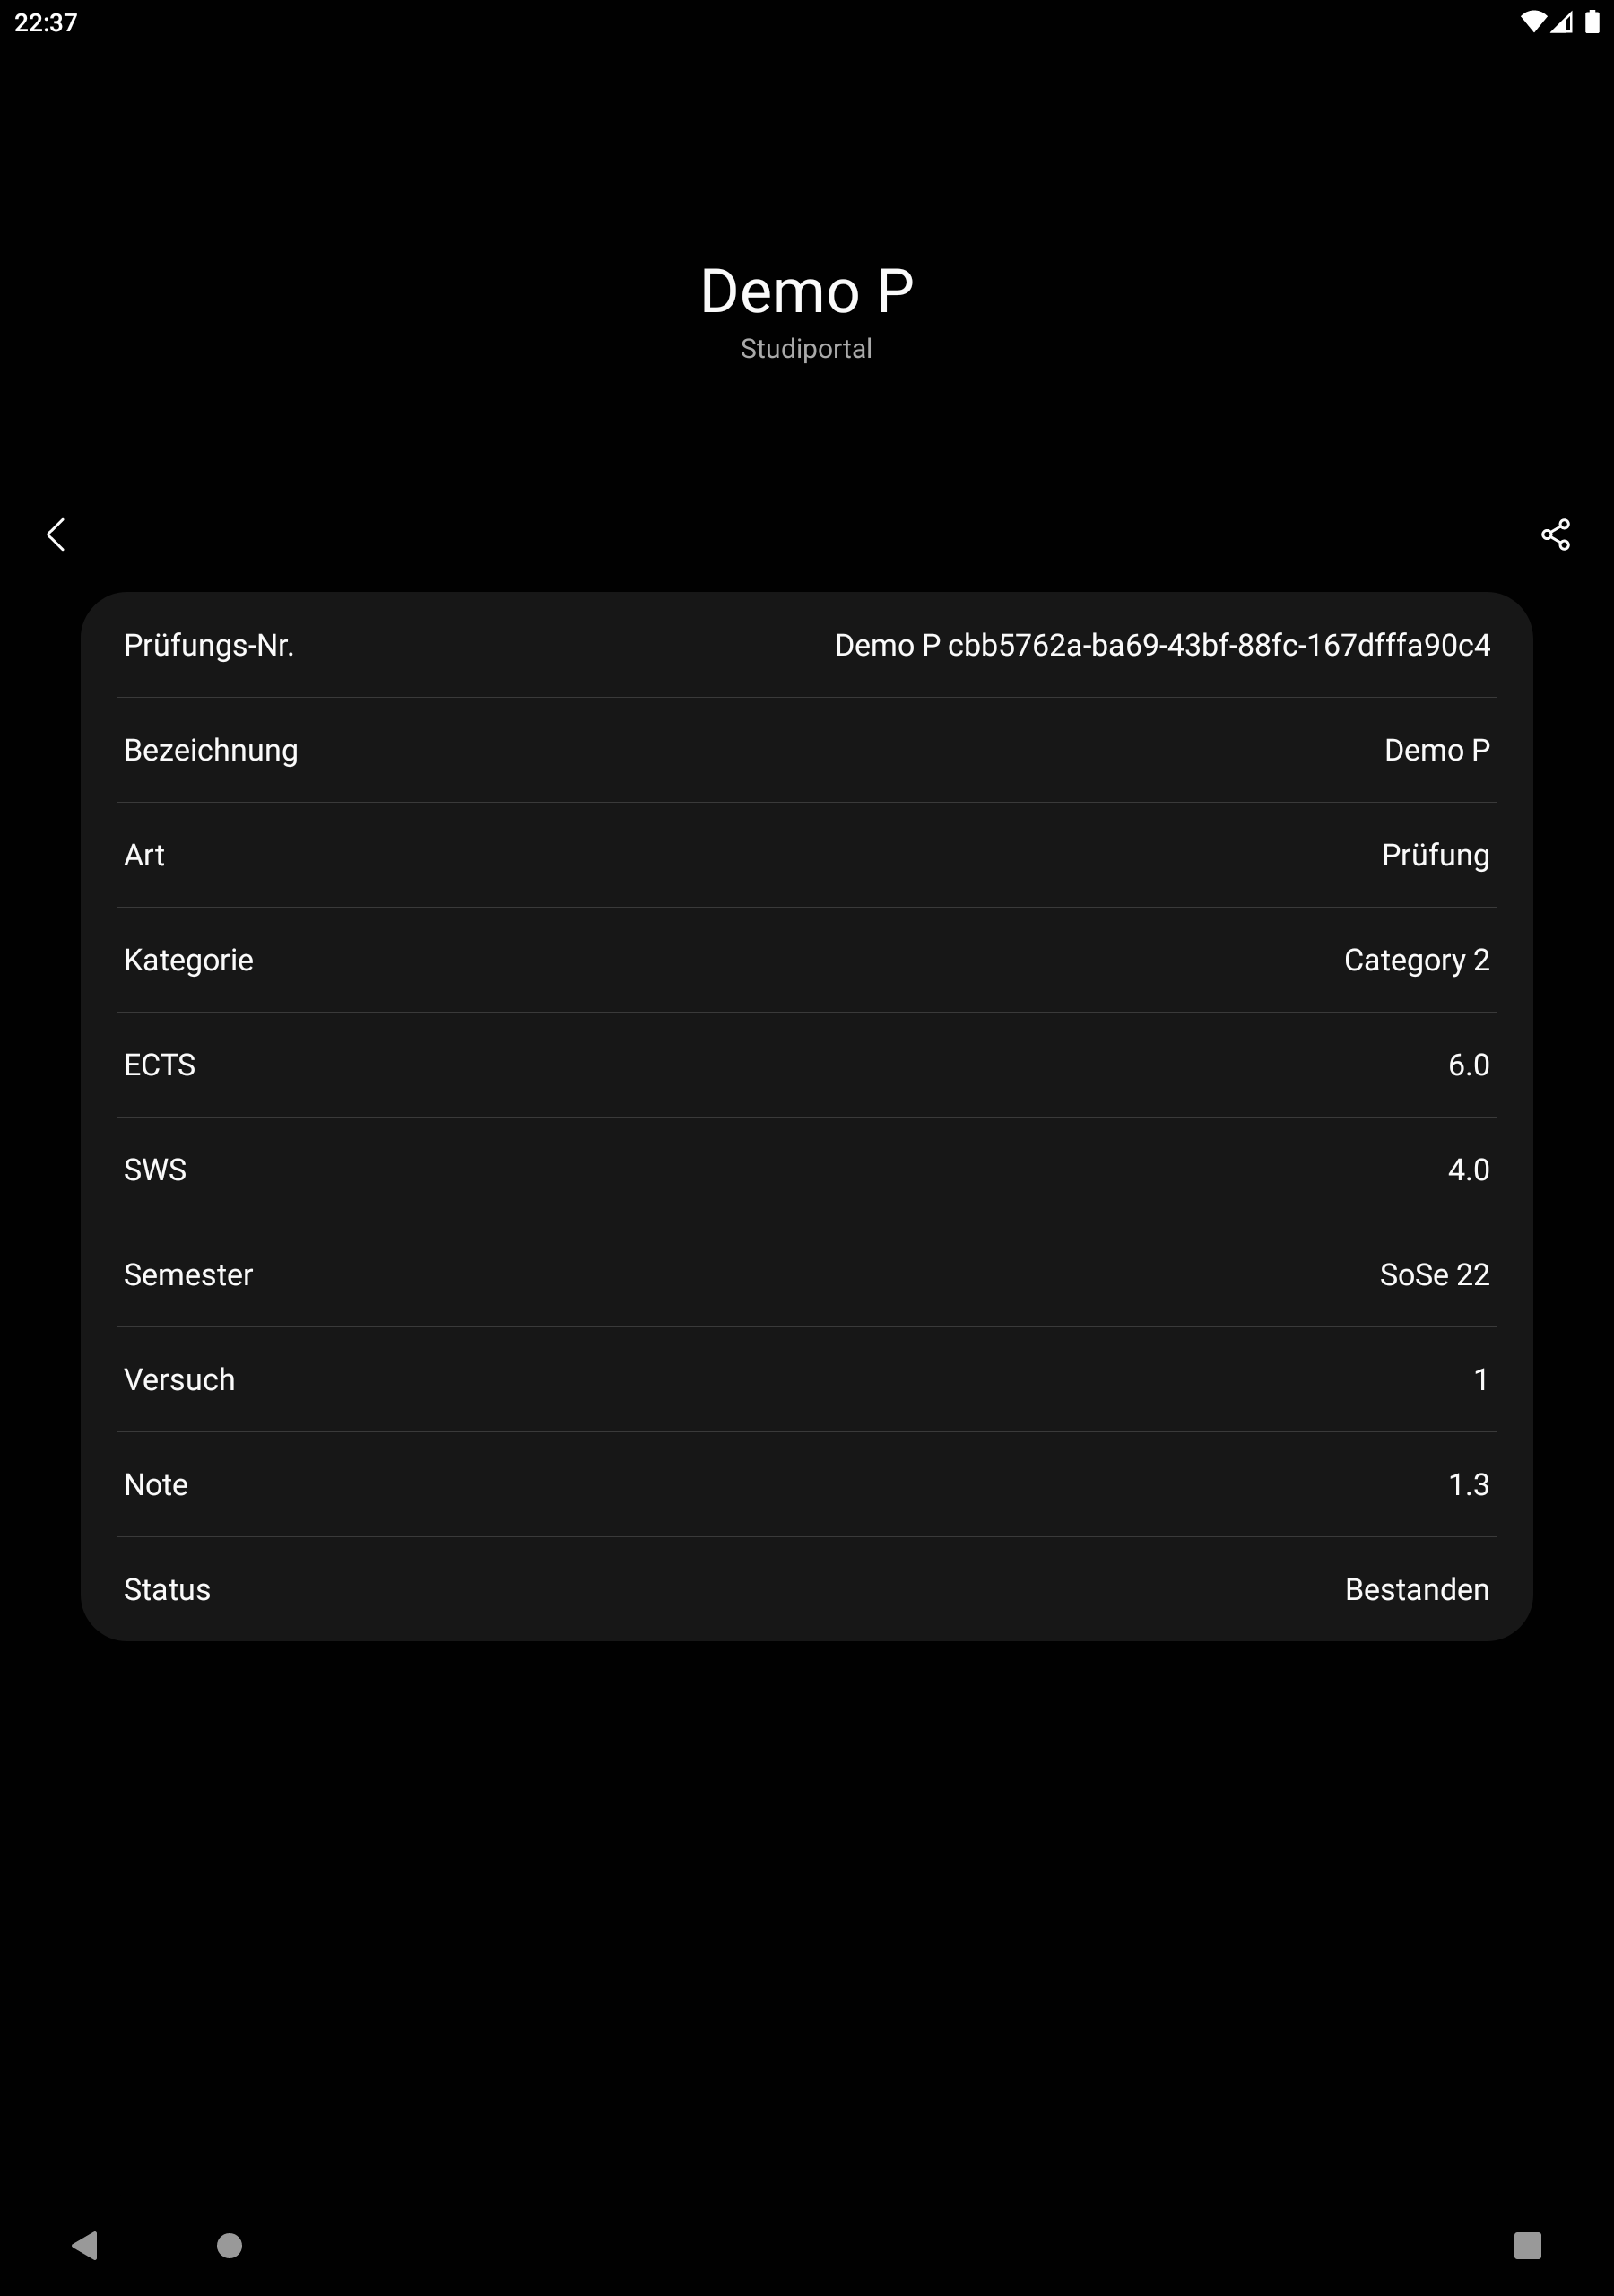 22:37
Demo P
Studiportal
Prüfungs-Nr. Demo P cbb5762a-ba69-43bf-88fc-167dfffa90c4
Bezeichnung Demo P
Art Prüfung
Kategorie Category 2
ECTS 6.0
SWS 4.0
Semester SoSe 22
Versuch 1
Note 1.3
Status Bestanden